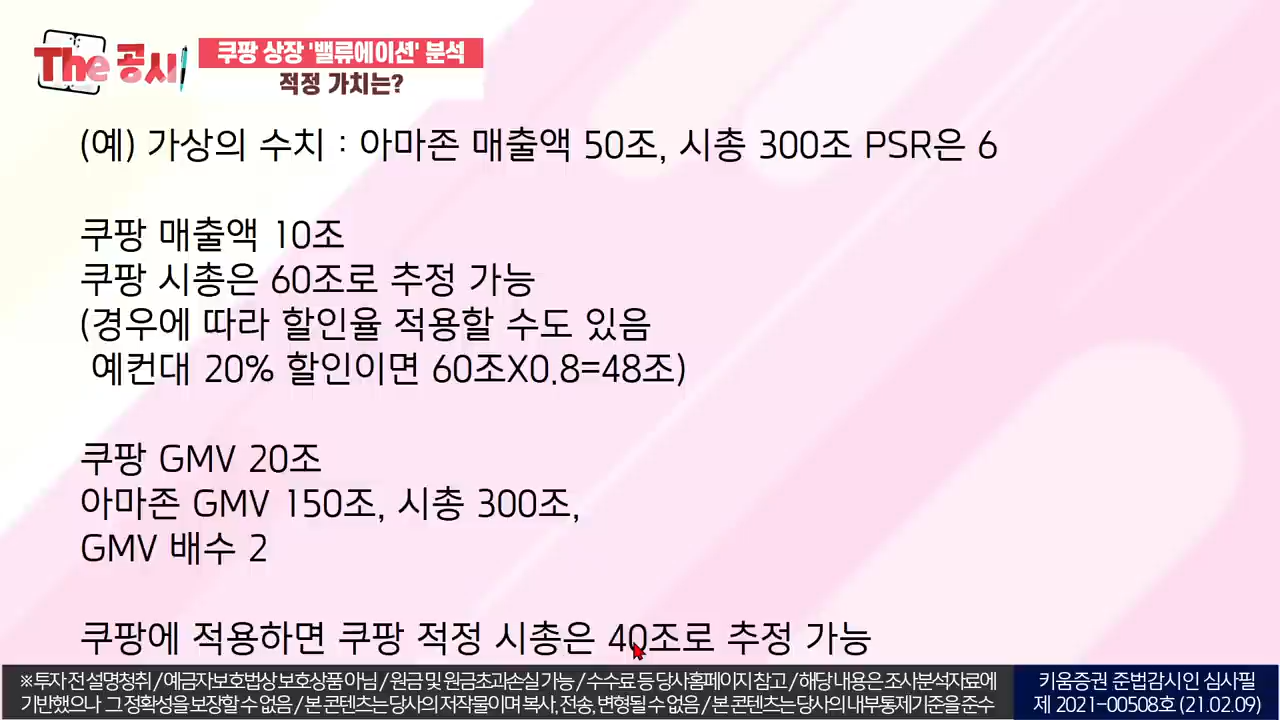 The 공시
쿠팡 상장 '밸류에이션' 분석
적정 가치는?
(예) 가상의 수치 : 아마존 매출액 50조, 시총 300조 PSR은 6
쿠팡 매출액 10조
쿠팡 시총은 60조로 추정 가능
(경우에 따라 할인율 적용할 수도 있음
예컨대 20% 할인이면 60조X0.8=48조)
쿠팡 GMV 20조
아마존 GMV 150조, 시총 300조,
GMV 배수 2
쿠팡에 적용하면 쿠팡 적정 시총은 40조로 추정 가능
※ 투자 전 설명청취 / 예금자보호법상 보호상품 아님 / 원금 및 원금초과손실 가능 / 수수료 등 당사홈페이지 참고 / 해당 내용은 조사분석자료에
기반했으나 그 정확성을 보장할 수 없음 / 본 콘텐츠는 당사의 저작물이며 복사, 전송, 변형될 수 없음 / 본 콘텐츠는 당사의 내부통제기준을 준수
키움증권 준법감시인 심사필
제 2021-00508호 (21.02.09)